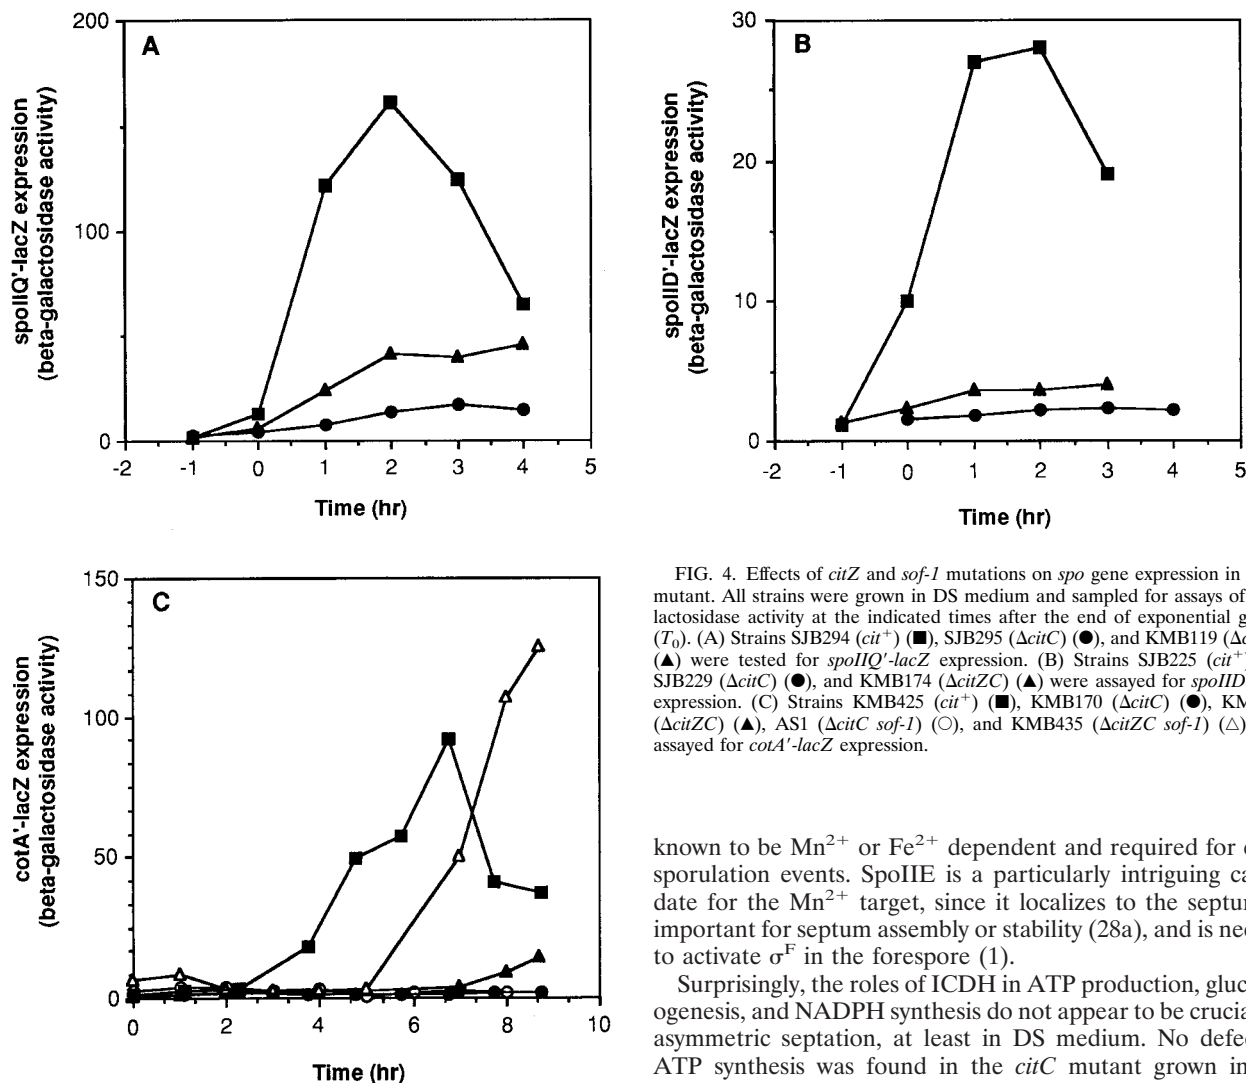 A
200
100
0
spoIIQ'-lacZ expression
(beta-galactosidase activity)
-2 -1 0 1 2 3 4 5
Time (hr)
B
30
20
10
0
spoIID'-lacZ expression
(beta-galactosidase activity)
-2 -1 0 1 2 3 4 5
Time (hr)
C
150
100
50
0
cotA'-lacZ expression
(beta-galactosidase activity)
0 2 4 6 8 10
Time (hr)
FIG. 4. Effects of citZ and sof-1 mutations on spo gene expression in
mutant. All strains were grown in DS medium and sampled for assays of
lactosidase activity at the indicated times after the end of exponential g
(T₀). (A) Strains SJB294 (cit⁺) (■), SJB295 (ΔcitC) (●), and KMB119 (Δc
(▲) were tested for spoIIQ'-lacZ expression. (B) Strains SJB225 (cit⁺)
SJB229 (ΔcitC) (●), and KMB174 (ΔcitZC) (▲) were assayed for spoIID
expression. (C) Strains KMB425 (cit⁺) (■), KMB170 (ΔcitC) (●), KM
(ΔcitZC) (▲), AS1 (ΔcitC sof-1) (○), and KMB435 (ΔcitZC sof-1) (△)
assayed for cotA'-lacZ expression.
known to be Mn²⁺ or Fe²⁺ dependent and required for
sporulation events. SpoIIE is a particularly intriguing ca
date for the Mn²⁺ target, since it localizes to the septum
important for septum assembly or stability (28a), and is nee
to activate σᶠ in the forespore (1).
Surprisingly, the roles of ICDH in ATP production, gluc
ogenesis, and NADPH synthesis do not appear to be crucia
asymmetric septation, at least in DS medium. No defec
ATP synthesis was found in the citC mutant grown in